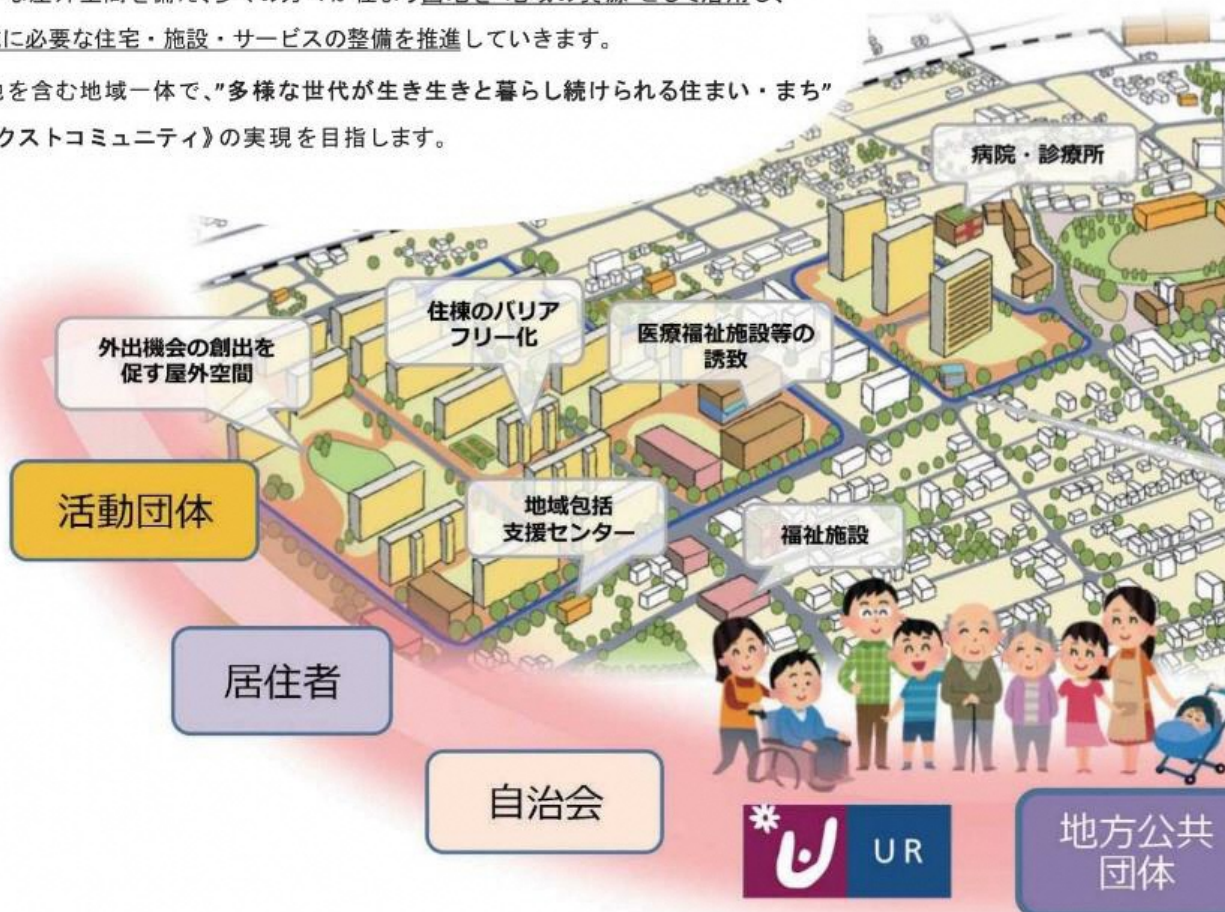 に必要な住宅・施設・サービスの整備を推進していきます。
を含む地域一体で、"多様な世代が生き生きと暮らし続けられる住まい・まち"
クストコミュニティ》の実現を目指します。
病院・診療所
住棟のバリア
フリー化
医療福祉施設等の
誘致
外出機会の創出を
促す屋外空間
地域包括
支援センター
福祉施設
活動団体
居住者
自治会
UR
地方公共
団体